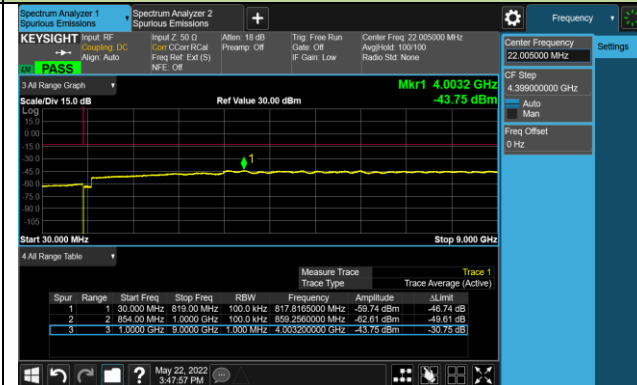 Spectrum Analyzer 1
Spurious Emissions
Spectrum Analyzer 2
Spurious Emissions
+
Frequency
KEYSIGHT
Input: RF
Coupling: DC
Align: Auto
Input Z: 50 Ω
Corr CCorr RCal
Freq Ref: Ext (S)
NFE: Off
Atten: 18 dB
Preamp: Off
Trig: Free Run
Gate: Off
IF Gain: Low
Center Freq: 22.005000 MHz
Avg|Hold: 100/100
Radio Std: None
PASS
Center Frequency
22.005000 MHz
Settings
CF Step
4.399000000 GHz
Auto
Man
Freq Offset
0 Hz
3 All Range Graph
Mkr1 4.0032 GHz
Scale/Div 15.0 dB
Ref Value 30.00 dBm
-43.75 dBm
Log
15.0
0.00
-15.0
-30.0
-45.0
-60.0
-75.0
-90.0
-105
1
Start 30.000 MHz
Stop 9.000 GHz
4 All Range Table
Measure Trace Trace 1
Trace Type Trace Average (Active)
Spur Range Start Freq Stop Freq RBW Frequency Amplitude ΔLimit
1 1 30.000 MHz 819.00 MHz 100.0 kHz 817.8165000 MHz -59.74 dBm -46.74 dB
2 2 854.00 MHz 1.0000 GHz 100.0 kHz 859.2560000 MHz -62.61 dBm -49.61 dB
3 3 1.0000 GHz 9.0000 GHz 1.000 MHz 4.003200000 GHz -43.75 dBm -30.75 dB
May 22, 2022
3:47:57 PM